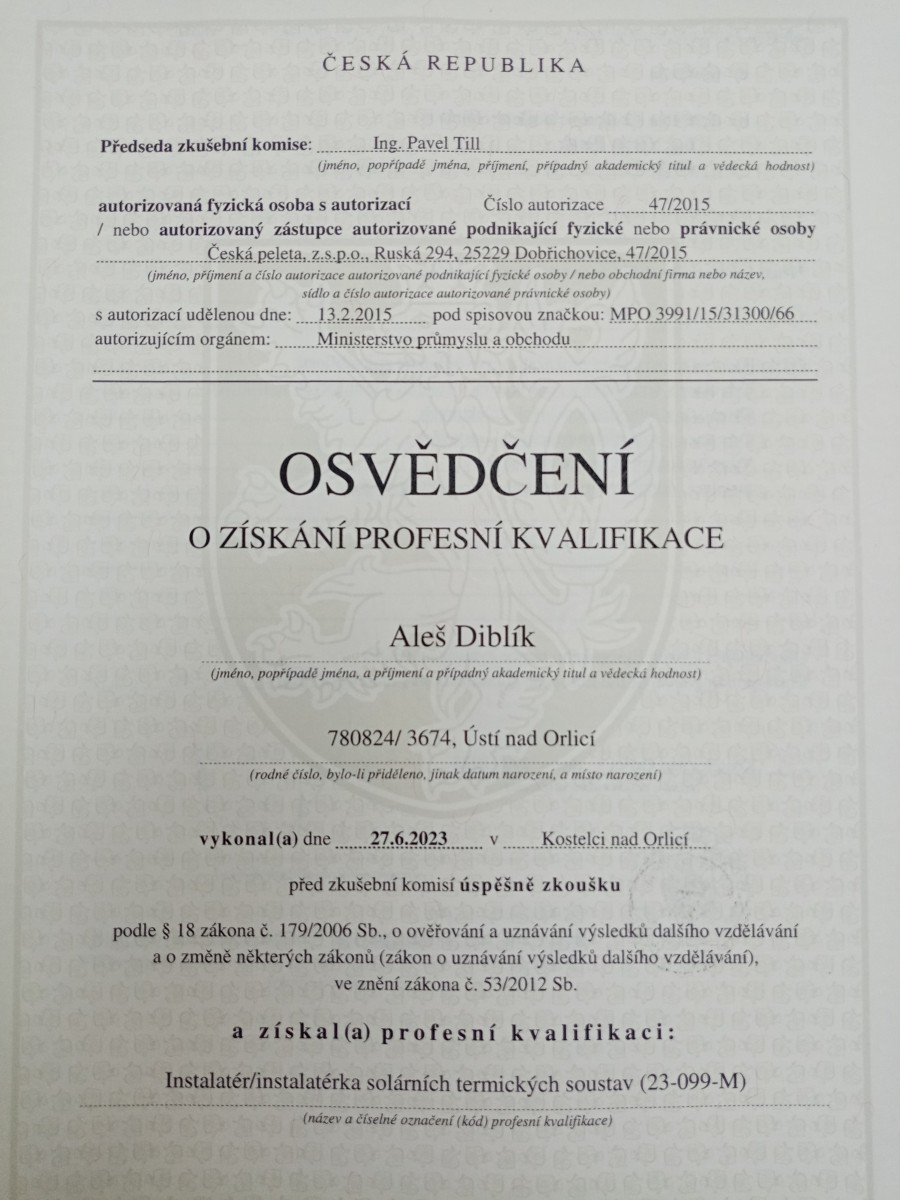 ČESKÁ REPUBLIKA
Předseda zkušební komise: Ing. Pavel Till
(jméno, popřípadě jména, příjmení, případný akademický titul a vědecká hodnost)
autorizovaná fyzická osoba s autorizací Číslo autorizace 47/2015
/ nebo autorizovaný zástupce autorizované podnikající fyzické nebo právnické osoby
Česká peleta, z.s.p.o., Ruská 294, 25229 Dobřichovice, 47/2015
(jméno, příjmení a číslo autorizace autorizované podnikající fyzické osoby / nebo obchodní firma nebo název,
sídlo a číslo autorizace autorizované právnické osoby)
s autorizací udělenou dne: 13.2.2015 pod spisovou značkou: MPO 3991/15/31300/66
autorizujícím orgánem: Ministerstvo průmyslu a obchodu
OSVĚDČENÍ
O ZÍSKÁNÍ PROFESNÍ KVALIFIKACE
Aleš Diblík
(jméno, popřípadě jména, a příjmení a případný akademický titul a vědecká hodnost)
780824/ 3674, Ústí nad Orlicí
(rodné číslo, bylo-li přiděleno, jinak datum narození, a místo narození)
vykonal(a) dne 27.6.2023 v Kostelci nad Orlicí
před zkušební komisí úspěšně zkoušku
podle § 18 zákona č. 179/2006 Sb., o ověřování a uznávání výsledků dalšího vzdělávání
a o změně některých zákonů (zákon o uznávání výsledků dalšího vzdělávání),
ve znění zákona č. 53/2012 Sb.
a získal(a) profesní kvalifikaci:
Instalatér/instalatérka solárních termických soustav (23-099-M)
(název a číselné označení (kód) profesní kvalifikace)